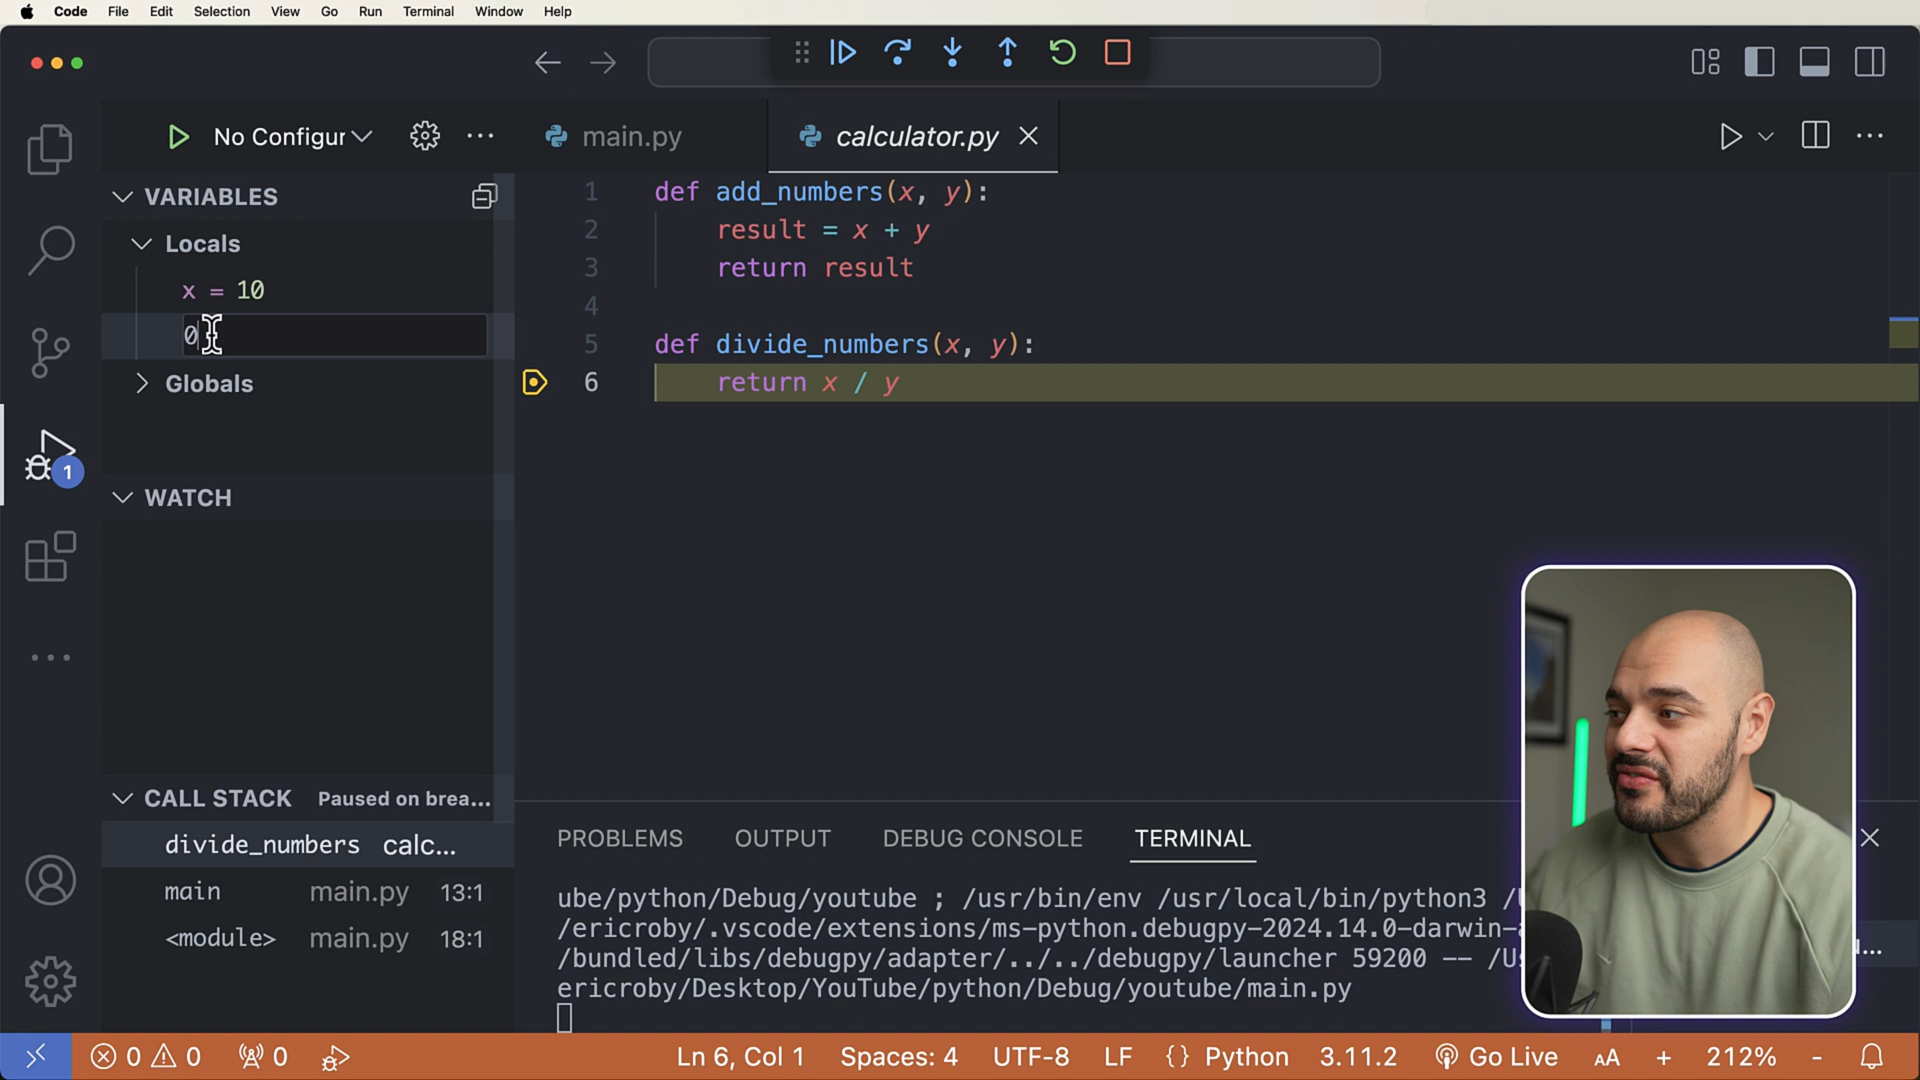 Code File Edit Selection View Go Run Terminal Window Help
No Configur
main.py
calculator.py
VARIABLES
Locals
x = 10
0
Globals
1
WATCH
CALL STACK Paused on brea...
divide_numbers calc...
main main.py 13:1
<module> main.py 18:1
1 def add_numbers(x, y):
2 result = x + y
3 return result
4
5 def divide_numbers(x, y):
6 return x / y
PROBLEMS OUTPUT DEBUG CONSOLE TERMINAL
ube/python/Debug/youtube ; /usr/bin/env /usr/local/bin/python3
/ericroby/.vscode/extensions/ms-python.debugpy-2024.14.0-darwin-
/bundled/libs/debugpy/adapter/../../debugpy/launcher 59200 --
ericroby/Desktop/YouTube/python/Debug/youtube/main.py
0 0 0 Ln 6, Col 1 Spaces: 4 UTF-8 LF {} Python 3.11.2 Go Live AA + 212% -